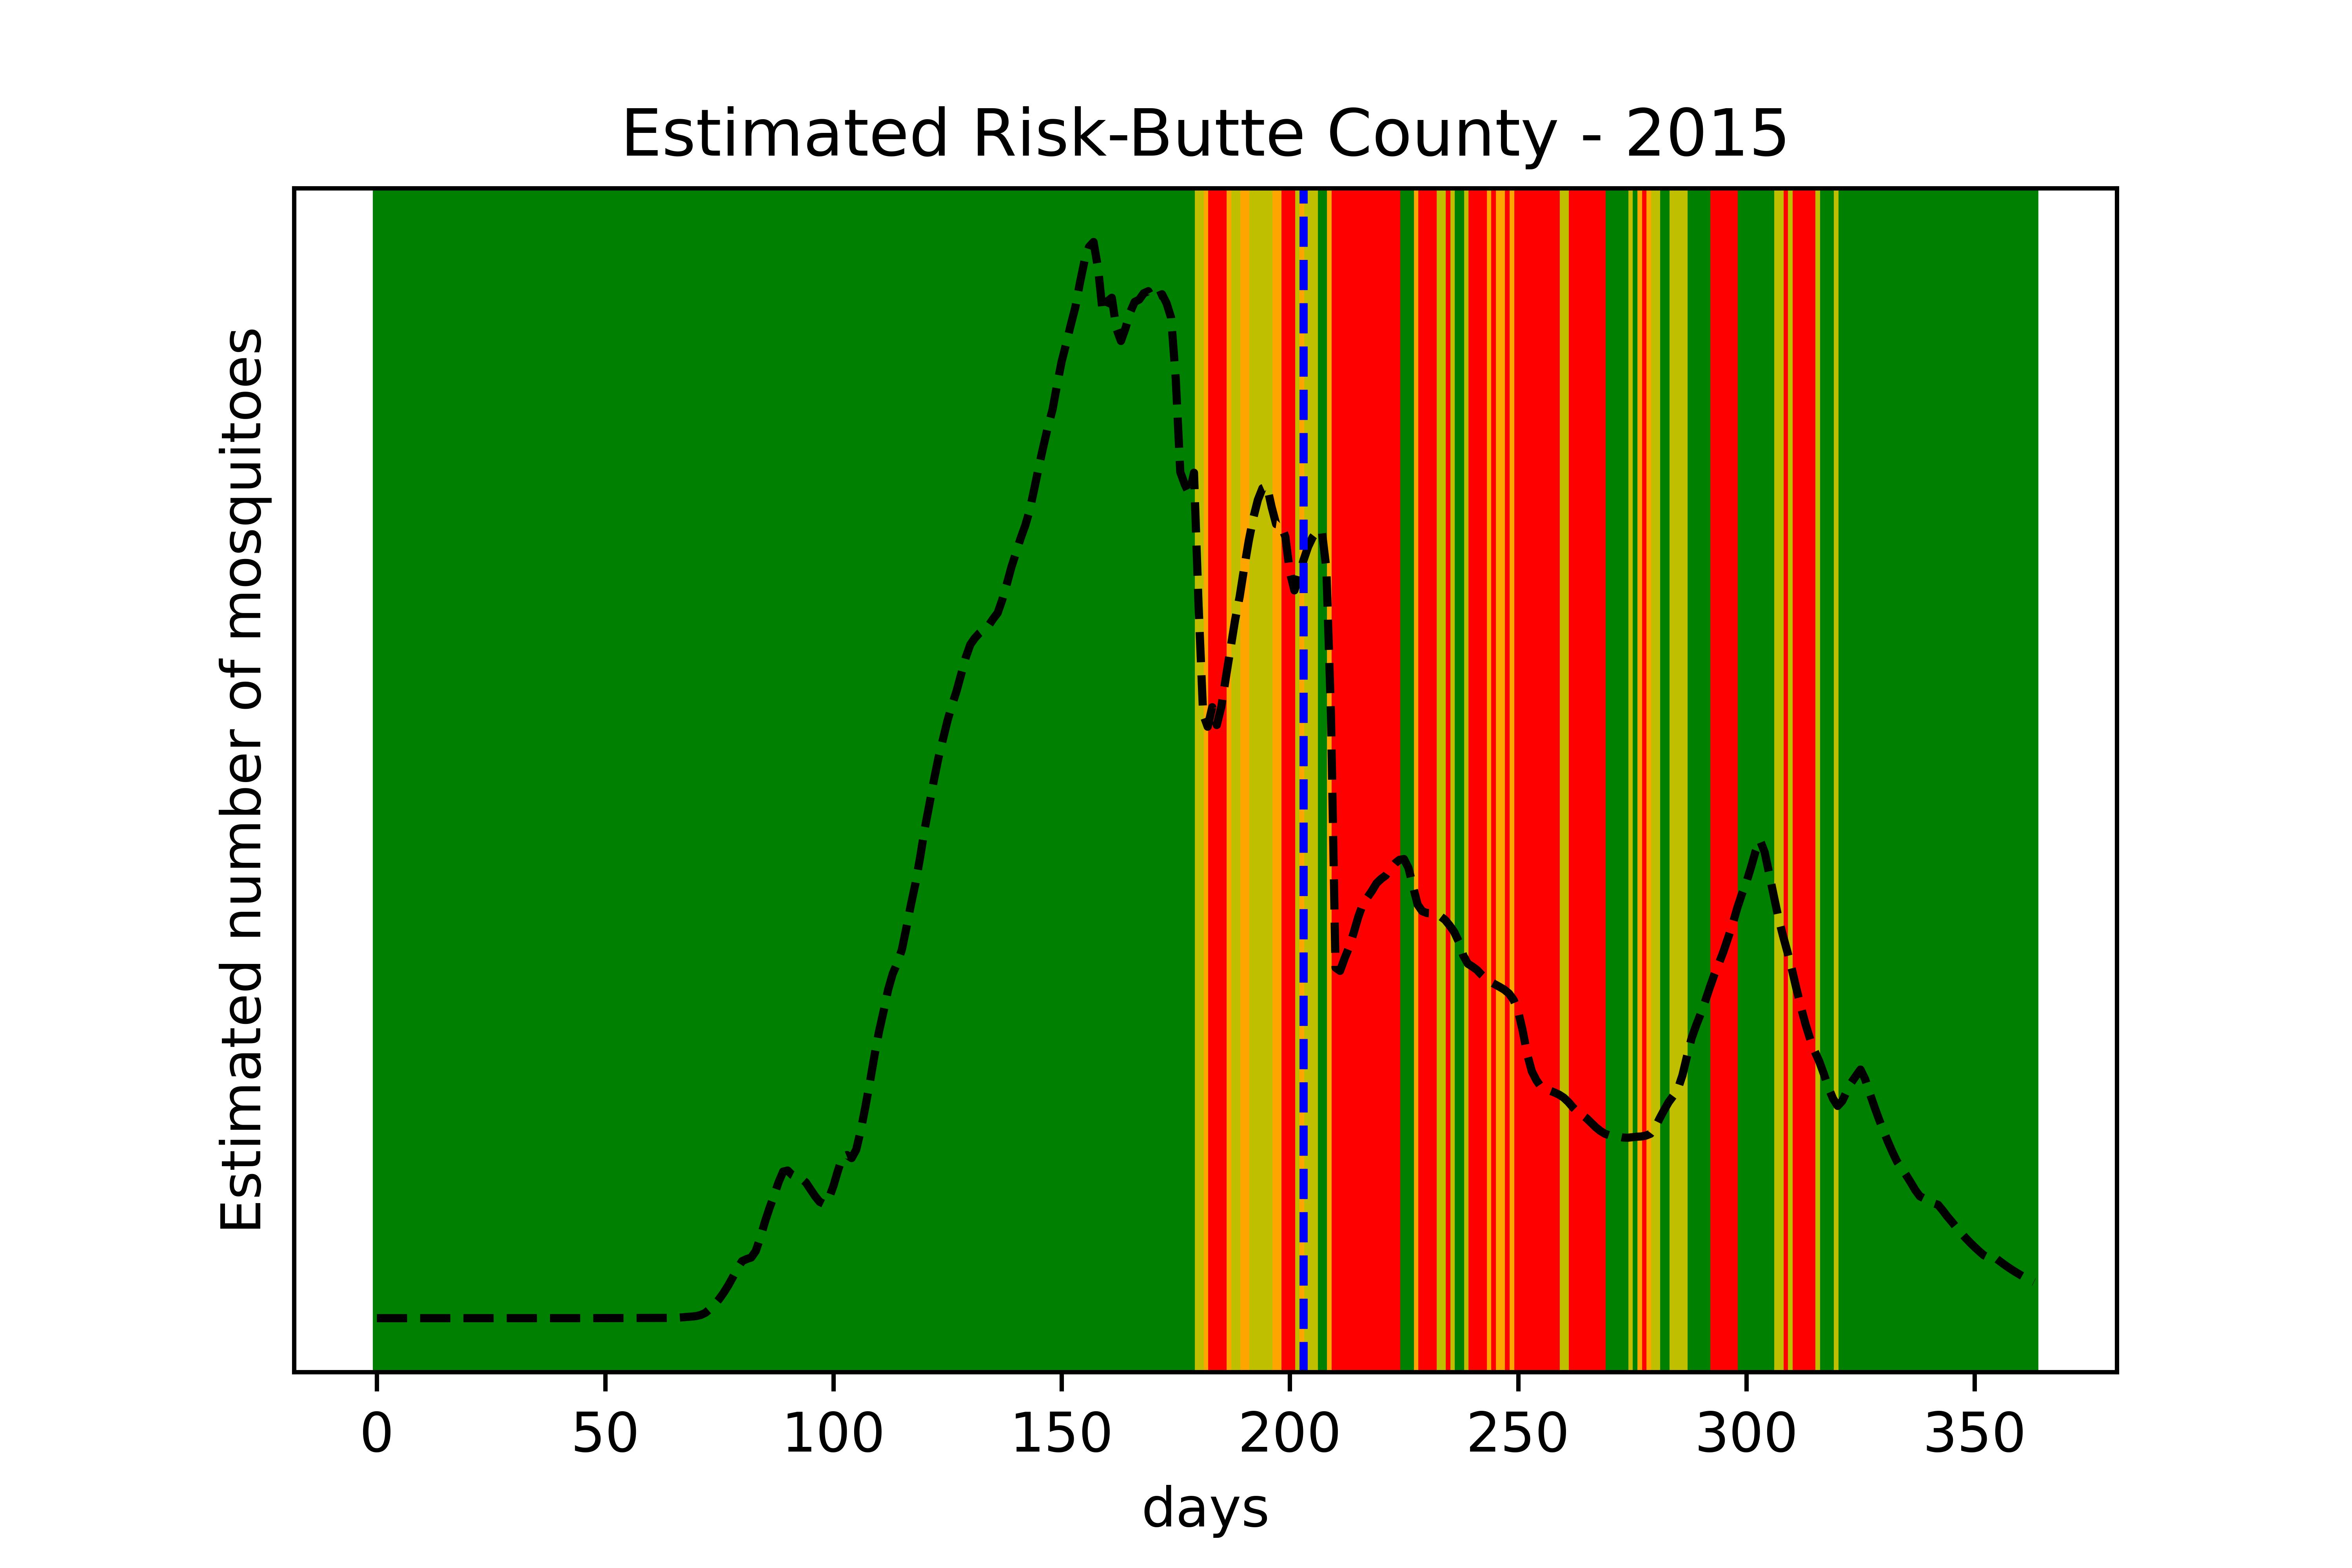 Estimated Risk-Butte County - 2015
Estimated number of mosquitoes
0 50 100 150 200 250 300 350
days